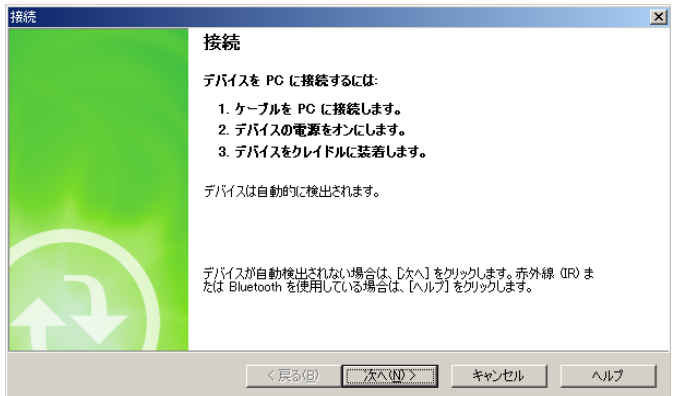 接続
接続
デバイスを PC に接続するには:
1. ケーブルを PC に接続します。
2. デバイスの電源をオンにします。
3. デバイスをクレイドルに装着します。
デバイスは自動的に検出されます。
デバイスが自動検出されない場合は、[次へ] をクリックします。赤外線 (IR) ま
たは Bluetooth を使用している場合は、[ヘルプ] をクリックします。
< 戻る(B) 次へ(N) > キャンセル ヘルプ